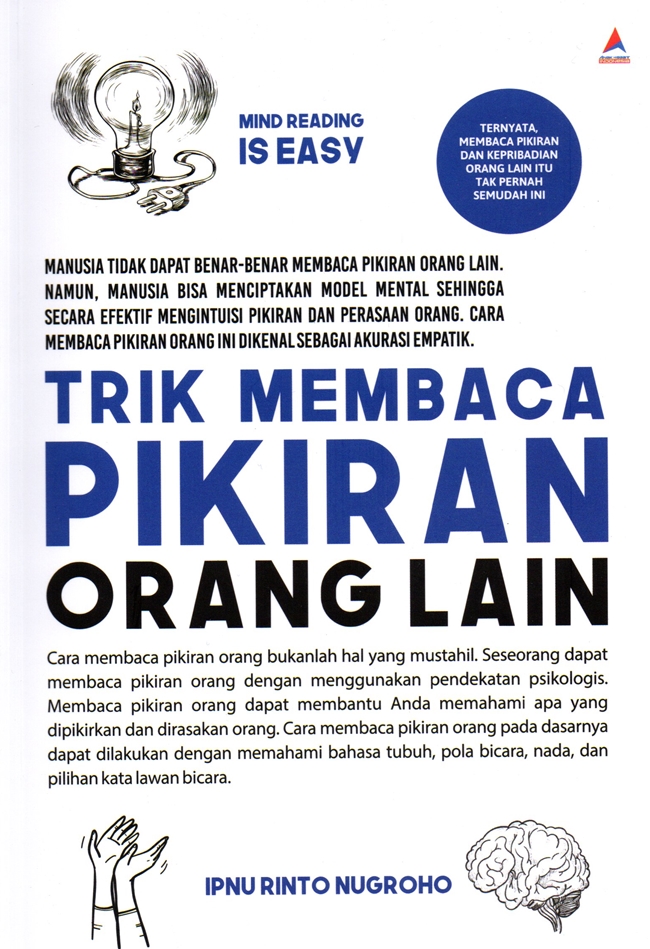 MIND READING
IS EASY
TERNYATA,
MEMBACA PIKIRAN
DAN KEPRIBADIAN
ORANG LAIN ITU
TAK PERNAH
SEMUDAH INI
MANUSIA TIDAK DAPAT BENAR-BENAR MEMBACA PIKIRAN ORANG LAIN.
NAMUN, MANUSIA BISA MENCIPTAKAN MODEL MENTAL SEHINGGA
SECARA EFEKTIF MENGINTUISI PIKIRAN DAN PERASAAN ORANG. CARA
MEMBACA PIKIRAN ORANG INI DIKENAL SEBAGAI AKURASI EMPATIK.
TRIK MEMBACA
PIKIRAN
ORANG LAIN
Cara membaca pikiran orang bukanlah hal yang mustahil. Seseorang dapat
membaca pikiran orang dengan menggunakan pendekatan psikologis.
Membaca pikiran orang dapat membantu Anda memahami apa yang
dipikirkan dan dirasakan orang. Cara membaca pikiran orang pada dasarnya
dapat dilakukan dengan memahami bahasa tubuh, pola bicara, nada, dan
pilihan kata lawan bicara.
IPNU RINTO NUGROHO